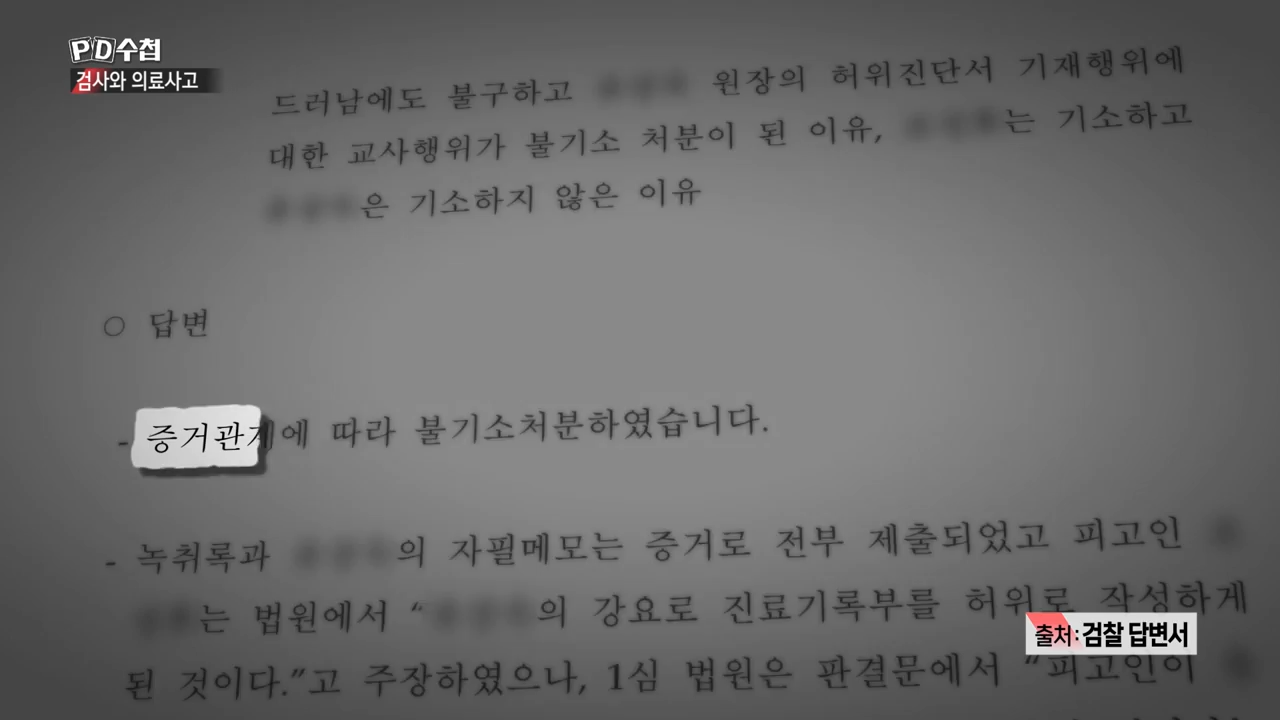 PD수첩
검사와 의료사고
드러남에도 불구하고 원장의 허위진단서 기재행위에
대한 교사행위가 불기소 처분이 된 이유, 는 기소하고
은 기소하지 않은 이유
○ 답변
- 증거관계에 따라 불기소처분하였습니다.
- 녹취록과 의 자필메모는 증거로 전부 제출되었고 피고인
는 법원에서 “ 의 강요로 진료기록부를 허위로 작성하게
된 것이다.”고 주장하였으나, 1심 법원은 판결문에서 “피고인이
출처: 검찰 답변서